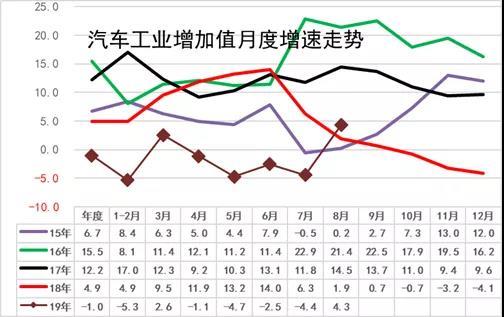 汽车工业增加值月度增速走势
25.0
20.0
15.0
10.0
5.0
0.0
-5.0
-10.0
年度 1-2月 3月 4月 5月 6月 7月 8月 9月 10月 11月 12月
15年 6.7 8.4 6.3 5.0 4.4 7.9 -0.5 0.2 2.7 7.3 13.0 12.0
16年 15.5 8.1 11.4 12.1 11.2 11.4 22.9 21.4 22.5 17.9 19.5 16.2
17年 12.2 17.0 12.3 9.2 10.3 13.1 11.8 14.5 13.7 11.0 9.4 9.6
18年 4.9 4.9 9.5 11.9 13.2 14.0 6.3 1.9 0.7 -0.7 -3.2 -4.1
19年 -1.0 -5.3 2.6 -1.1 -4.7 -2.5 -4.4 4.3